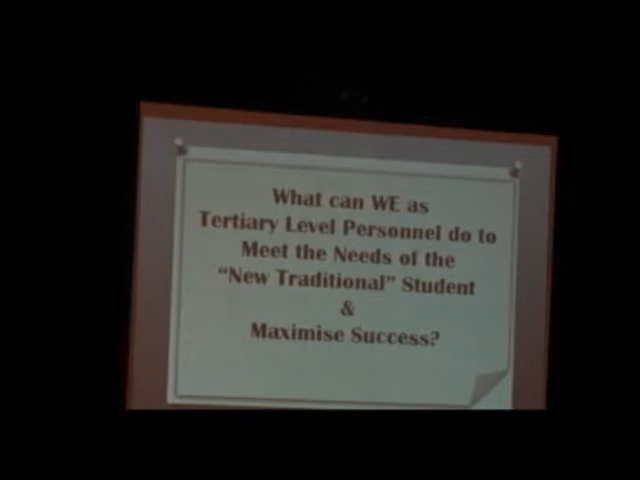 What can WE as
Tertiary Level Personnel do to
Meet the Needs of the
“New Traditional” Student
&
Maximise Success?